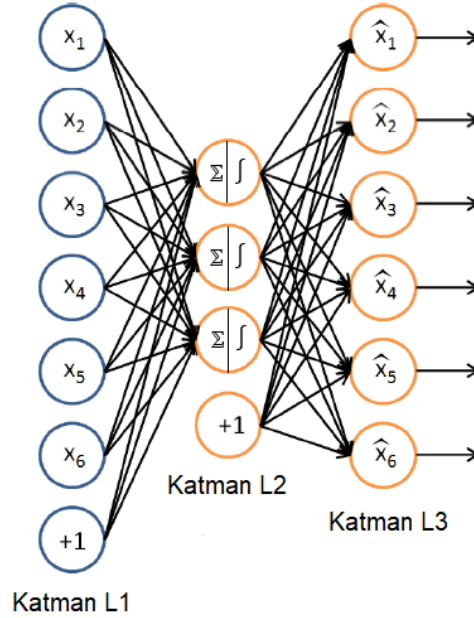 x₁
x₂
x₃
x₄
x₅
x₆
+1
Katman L1
Σ ∫
Σ ∫
Σ ∫
+1
Katman L2
x̂₁
x̂₂
x̂₃
x̂₄
x̂₅
x̂₆
Katman L3